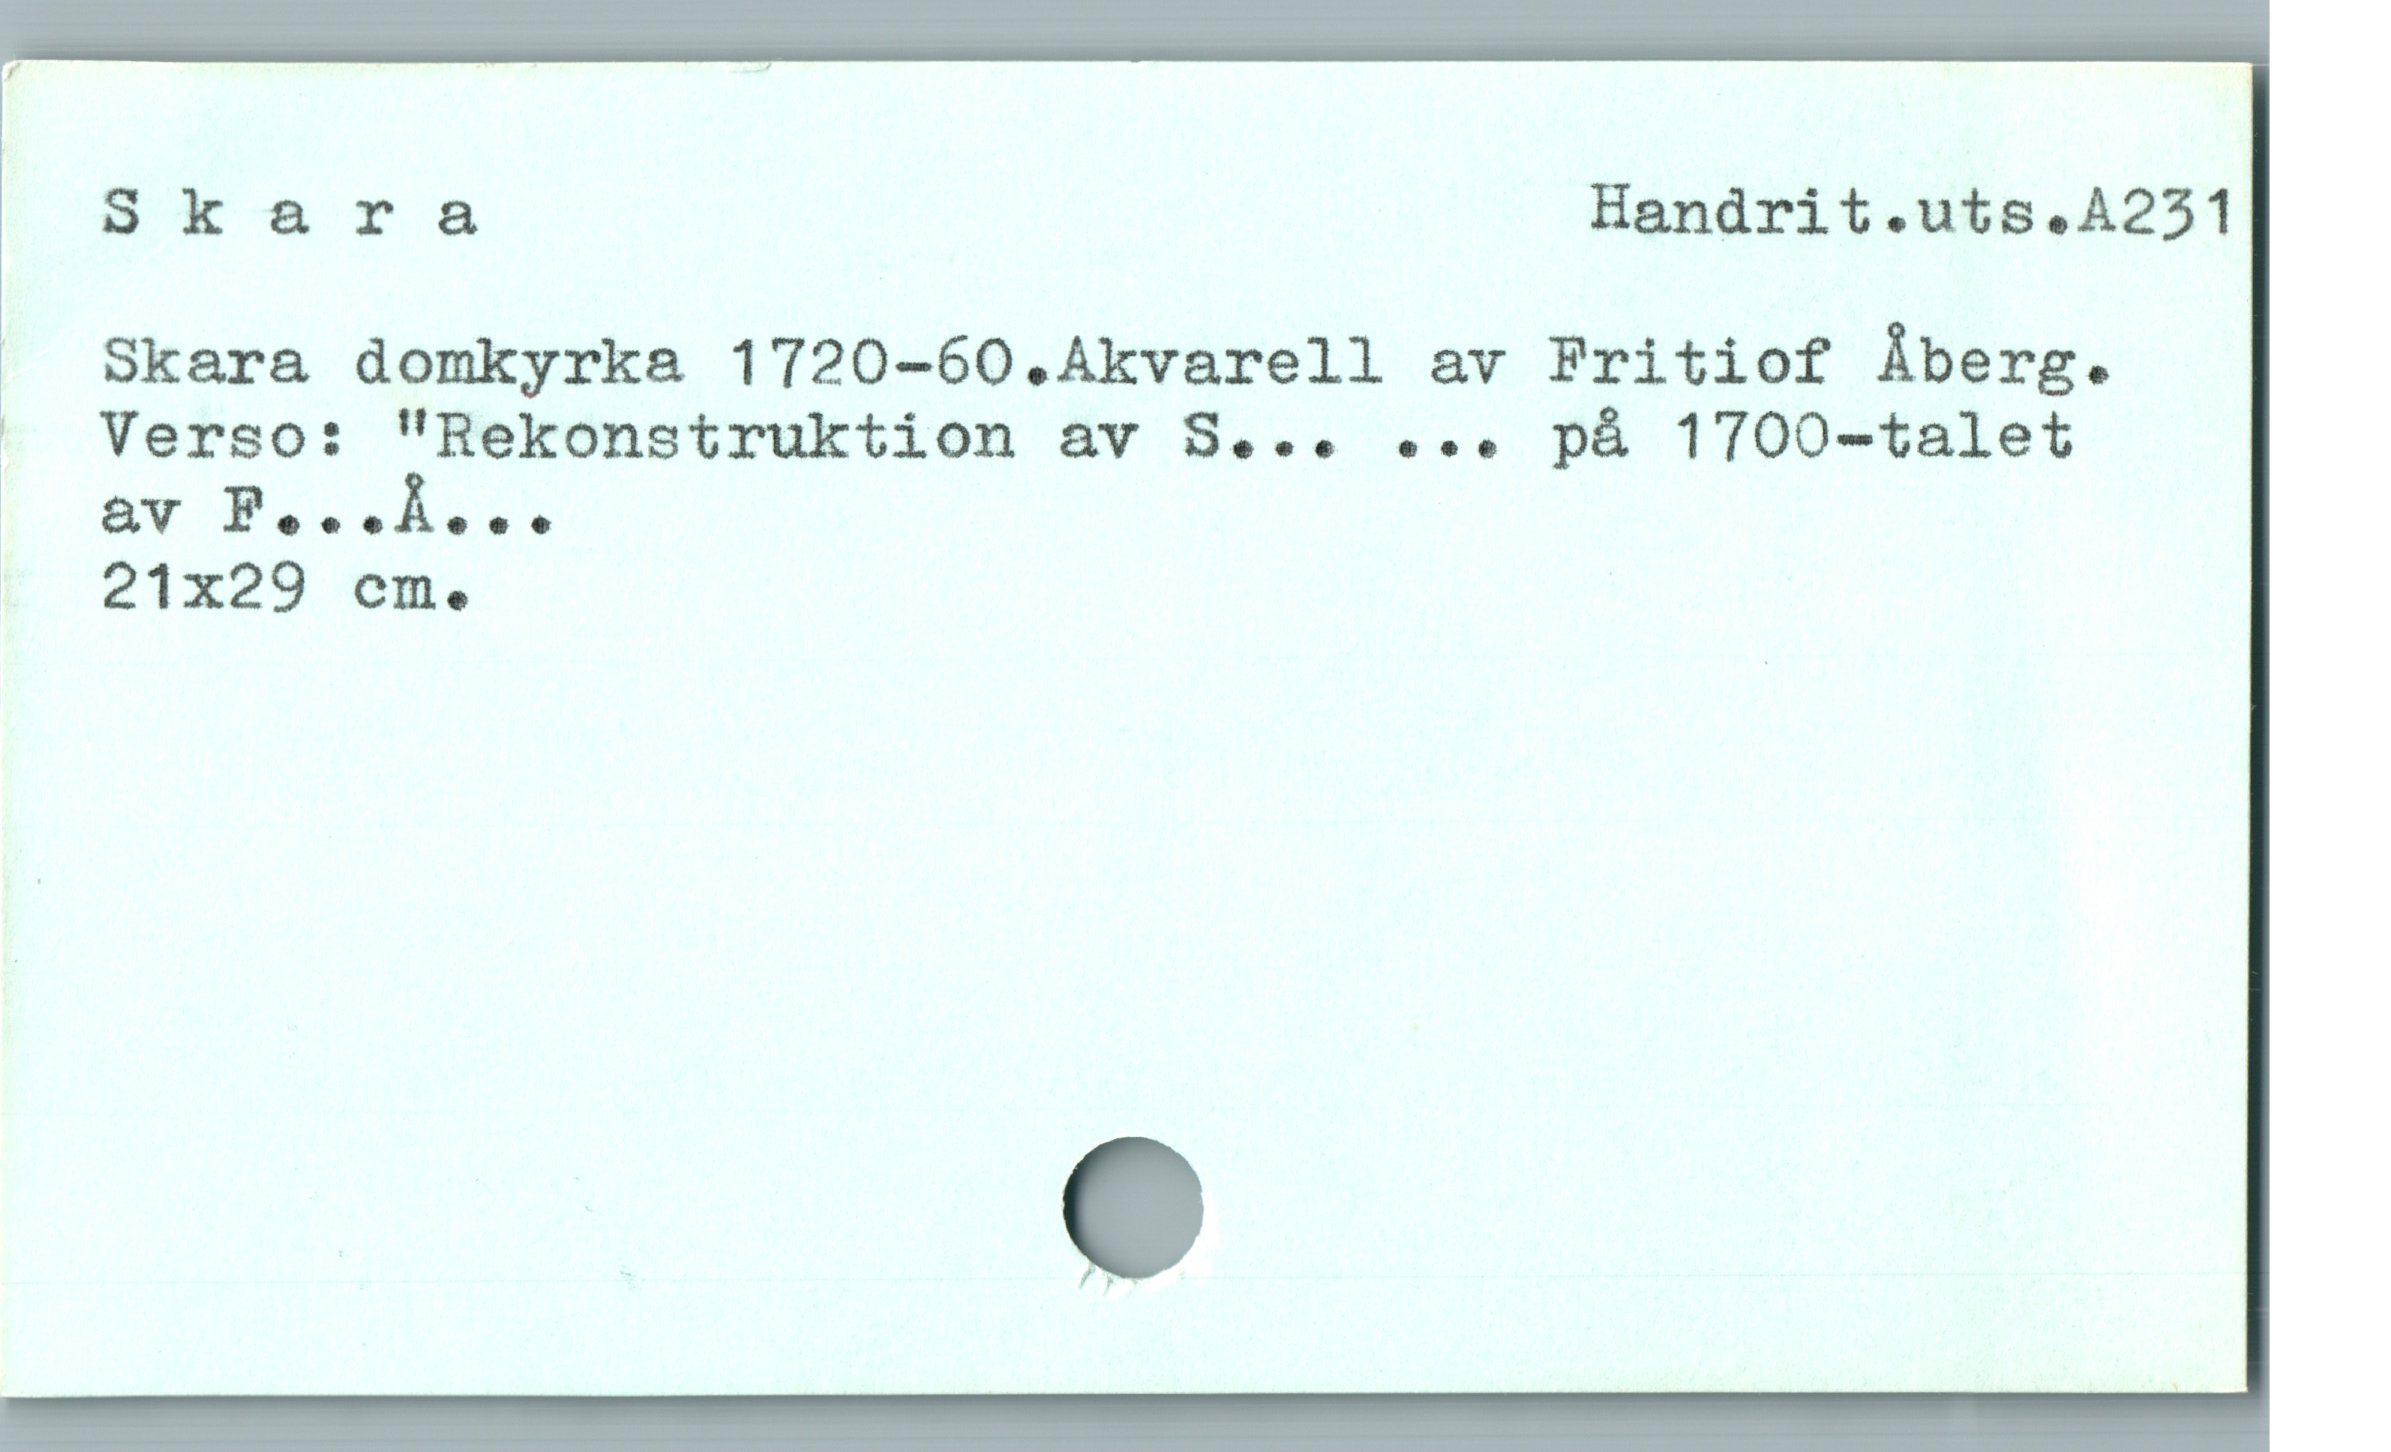 S k a r a Handrit.uts.A231
Skara domkyrka 1720-60.Akvarell av Fritiof Åberg.
Verso: "Rekonstruktion av S... ... på 1700-talet
av F...Å...
21x29 cm.